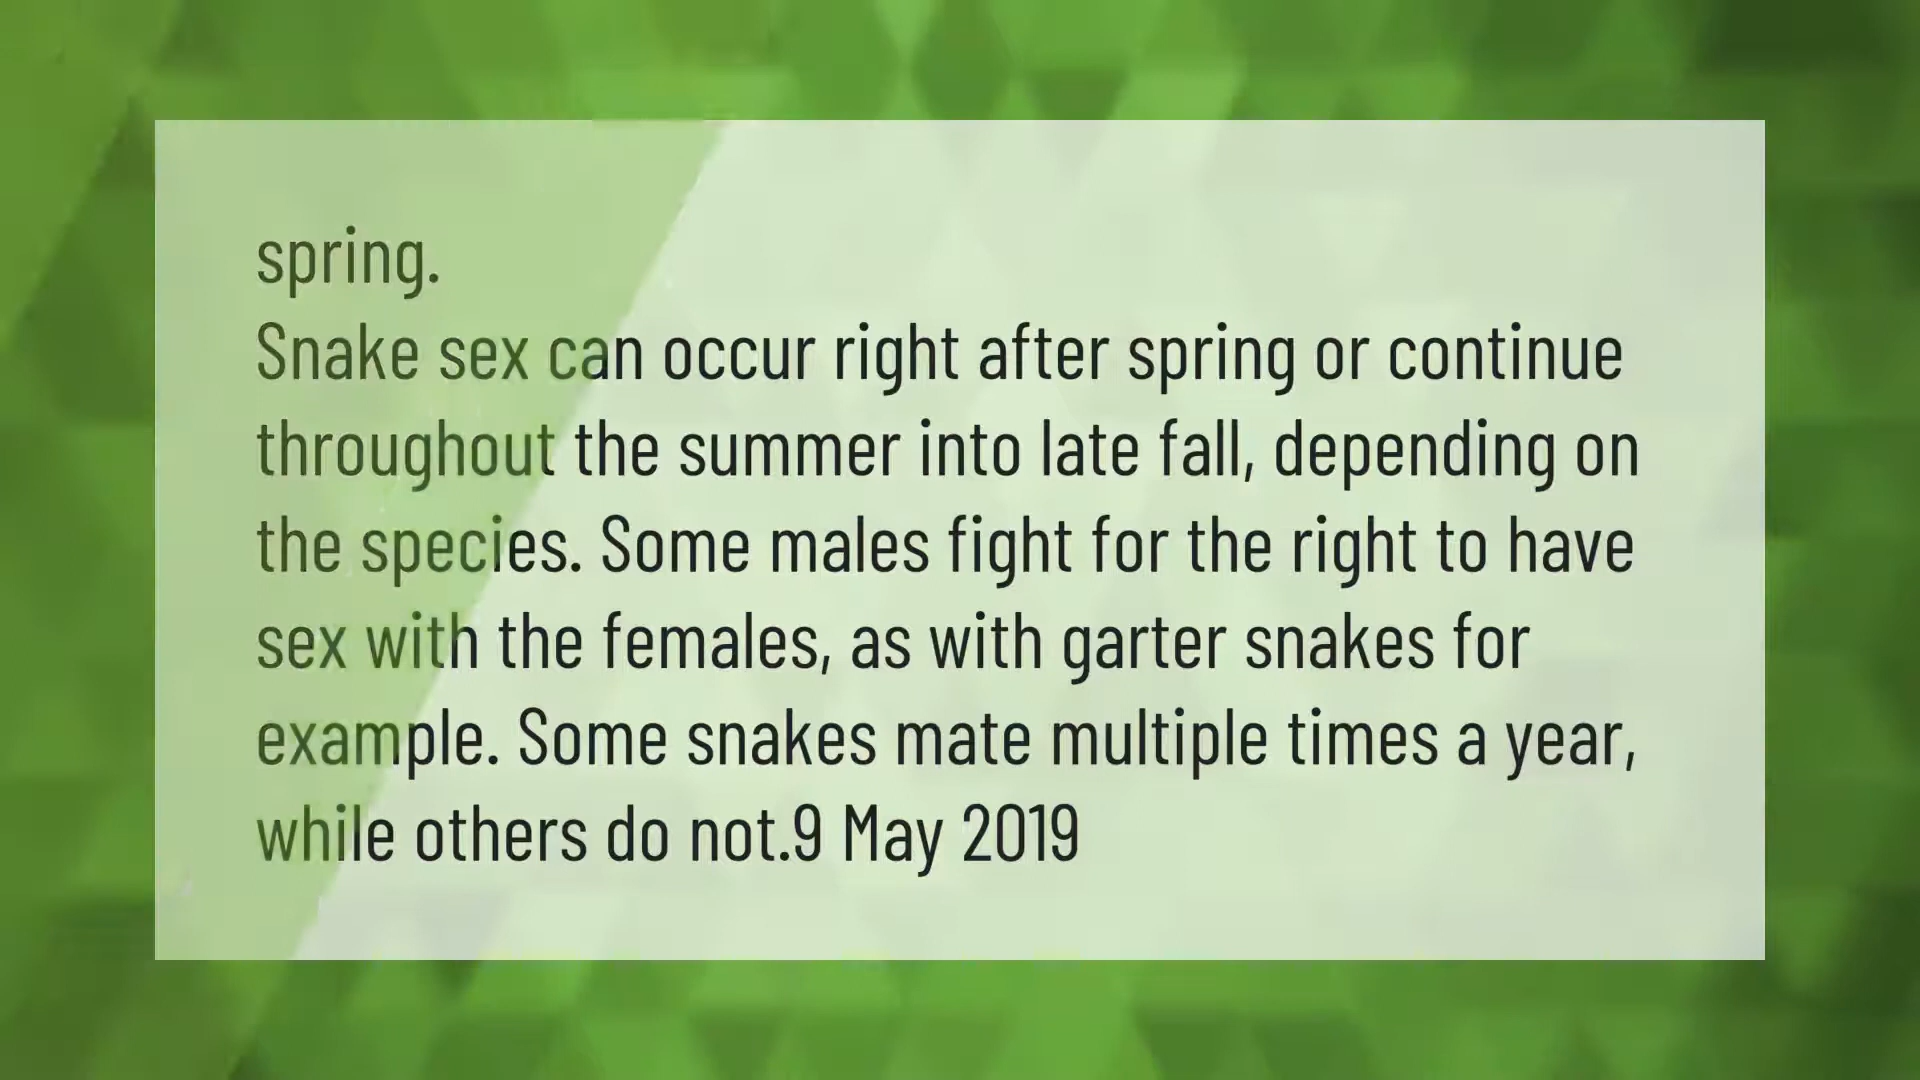 spring.
Snake sex can occur right after spring or continue
throughout the summer into late fall, depending on
the species. Some males fight for the right to have
sex with the females, as with garter snakes for
example. Some snakes mate multiple times a year,
while others do not.9 May 2019